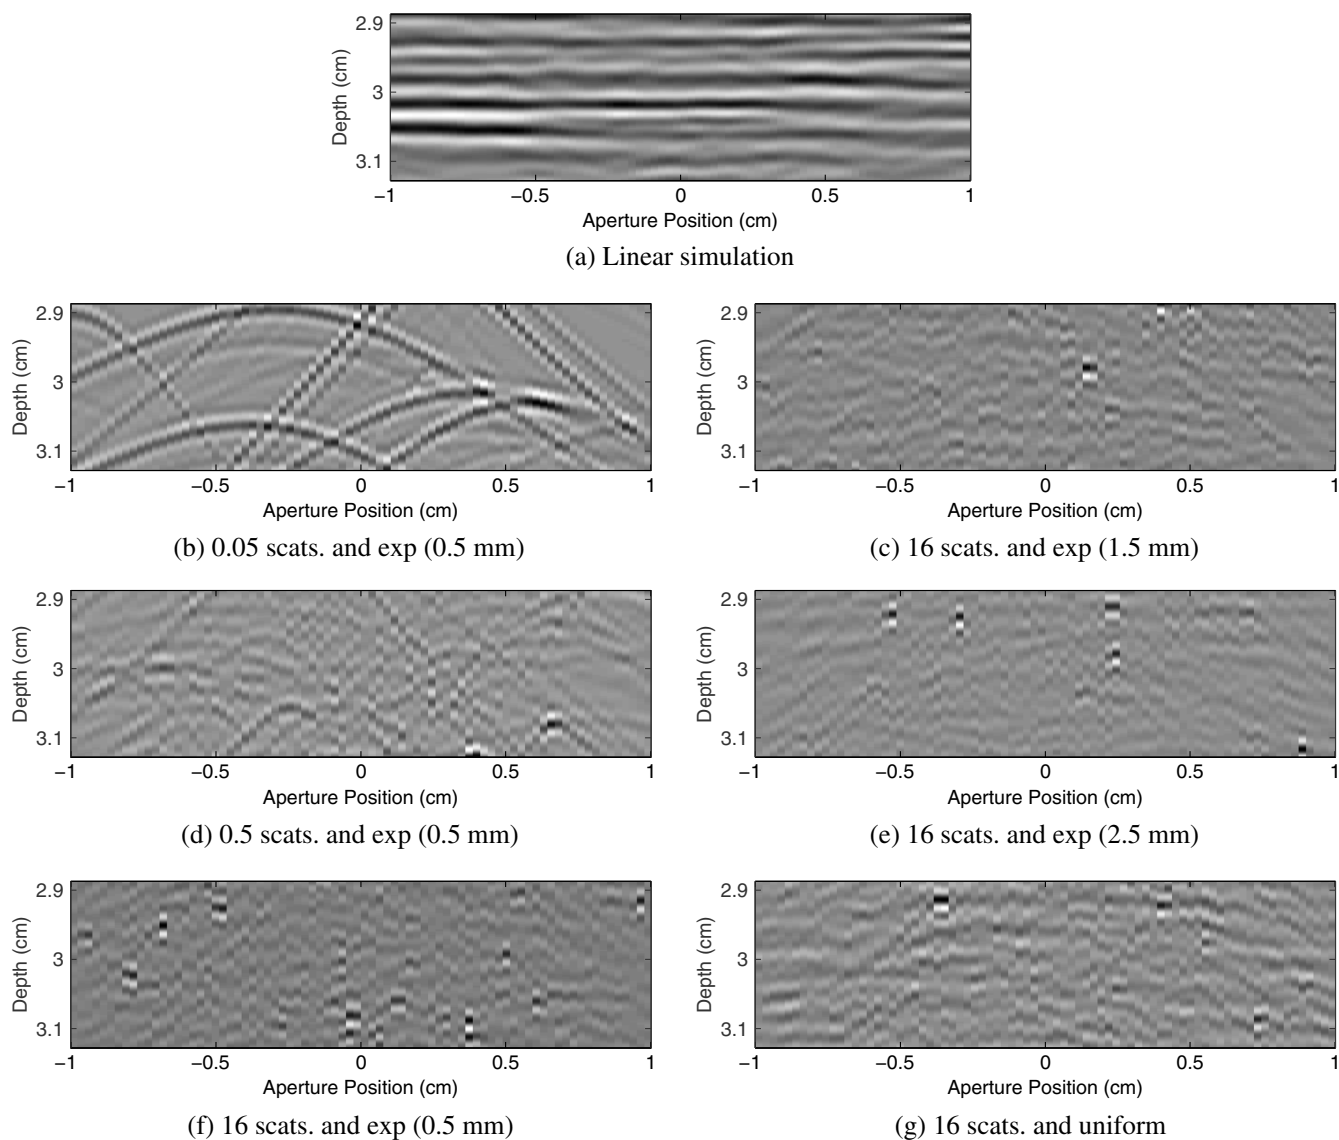 2.9
3
3.1
Depth (cm)
−1 −0.5 0 0.5 1
Aperture Position (cm)
(a) Linear simulation
2.9
3
3.1
Depth (cm)
−1 −0.5 0 0.5 1
Aperture Position (cm)
(b) 0.05 scats. and exp (0.5 mm)
2.9
3
3.1
Depth (cm)
−1 −0.5 0 0.5 1
Aperture Position (cm)
(c) 16 scats. and exp (1.5 mm)
2.9
3
3.1
Depth (cm)
−1 −0.5 0 0.5 1
Aperture Position (cm)
(d) 0.5 scats. and exp (0.5 mm)
2.9
3
3.1
Depth (cm)
−1 −0.5 0 0.5 1
Aperture Position (cm)
(e) 16 scats. and exp (2.5 mm)
2.9
3
3.1
Depth (cm)
−1 −0.5 0 0.5 1
Aperture Position (cm)
(f) 16 scats. and exp (0.5 mm)
2.9
3
3.1
Depth (cm)
−1 −0.5 0 0.5 1
Aperture Position (cm)
(g) 16 scats. and uniform